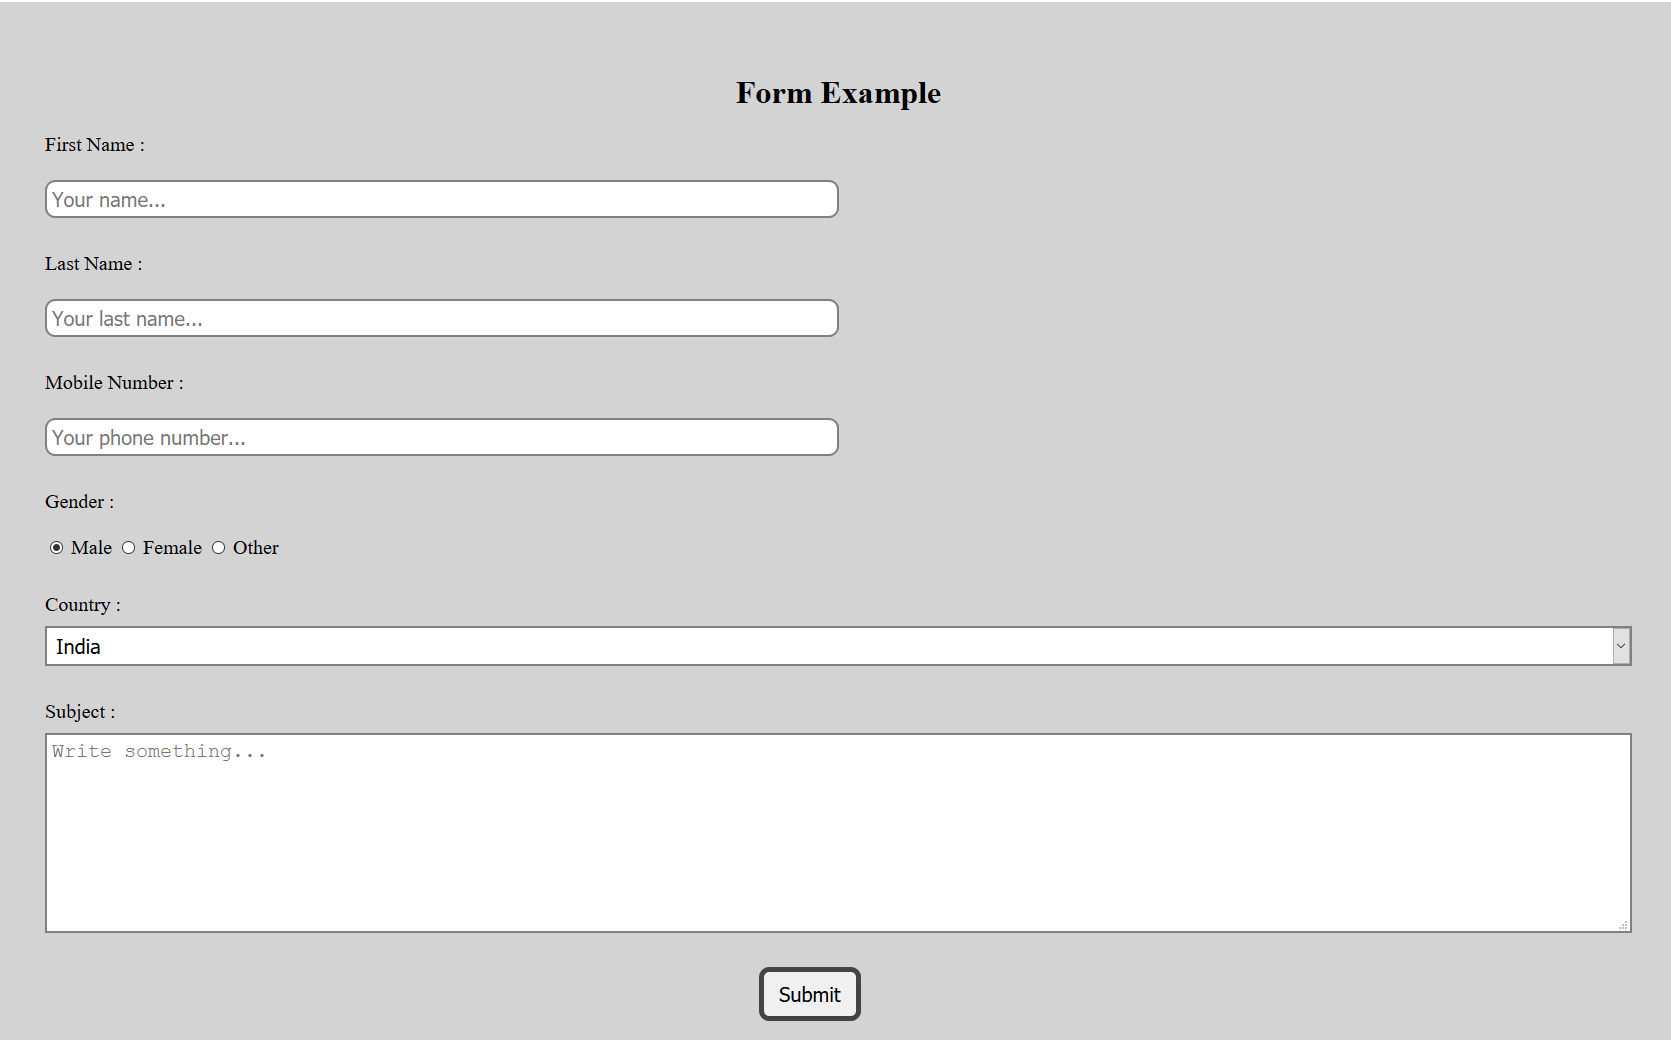 Form Example
First Name :
Your name...
Last Name :
Your last name...
Mobile Number :
Your phone number...
Gender :
Male Female Other
Country :
India
Subject :
Write something...
Submit